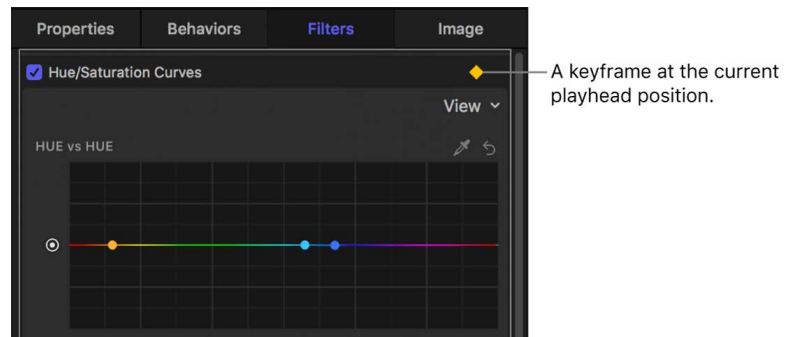 Properties Behaviors Filters Image
Hue/Saturation Curves
A keyframe at the current
playhead position.
View
HUE vs HUE